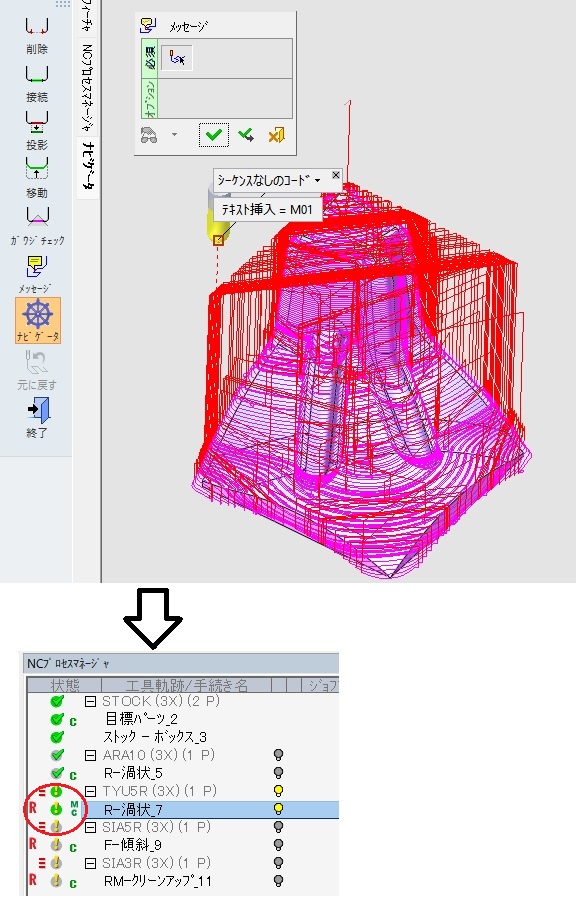 削除
接続
投影
移動
ガウジチェック
メッセージ
ナビゲータ
元に戻す
終了
フィーチャ
NCプロセスマネージャ
ナビゲータ
メッセージ
必須
オプション
シーケンスなしのコード
テキスト挿入 = M01
NCプロセスマネージャ
状態 工具軌跡/手続き名 ジョブ
STOCK (3X) (2 P)
C 目標パーツ_2
ストック-ボックス_3
ARA10 (3X) (1 P)
C R-渦状_5
TYU5R (3X) (1 P)
R M C R-渦状_7
SIA5R (3X) (1 P)
R C F-傾斜_9
SIA3R (3X) (1 P)
R C RM-クリーンアップ_11